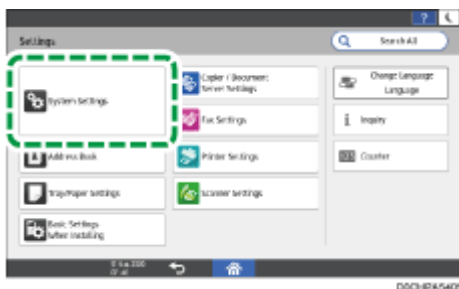 ?
Settings
Search All
System Settings
Copier / Document
Server Settings
Change Language
Language
Fax Settings
i Inquiry
Address Book
Printer Settings
Counter
Tray/Paper Settings
Scanner Settings
Basic Settings
When Installing